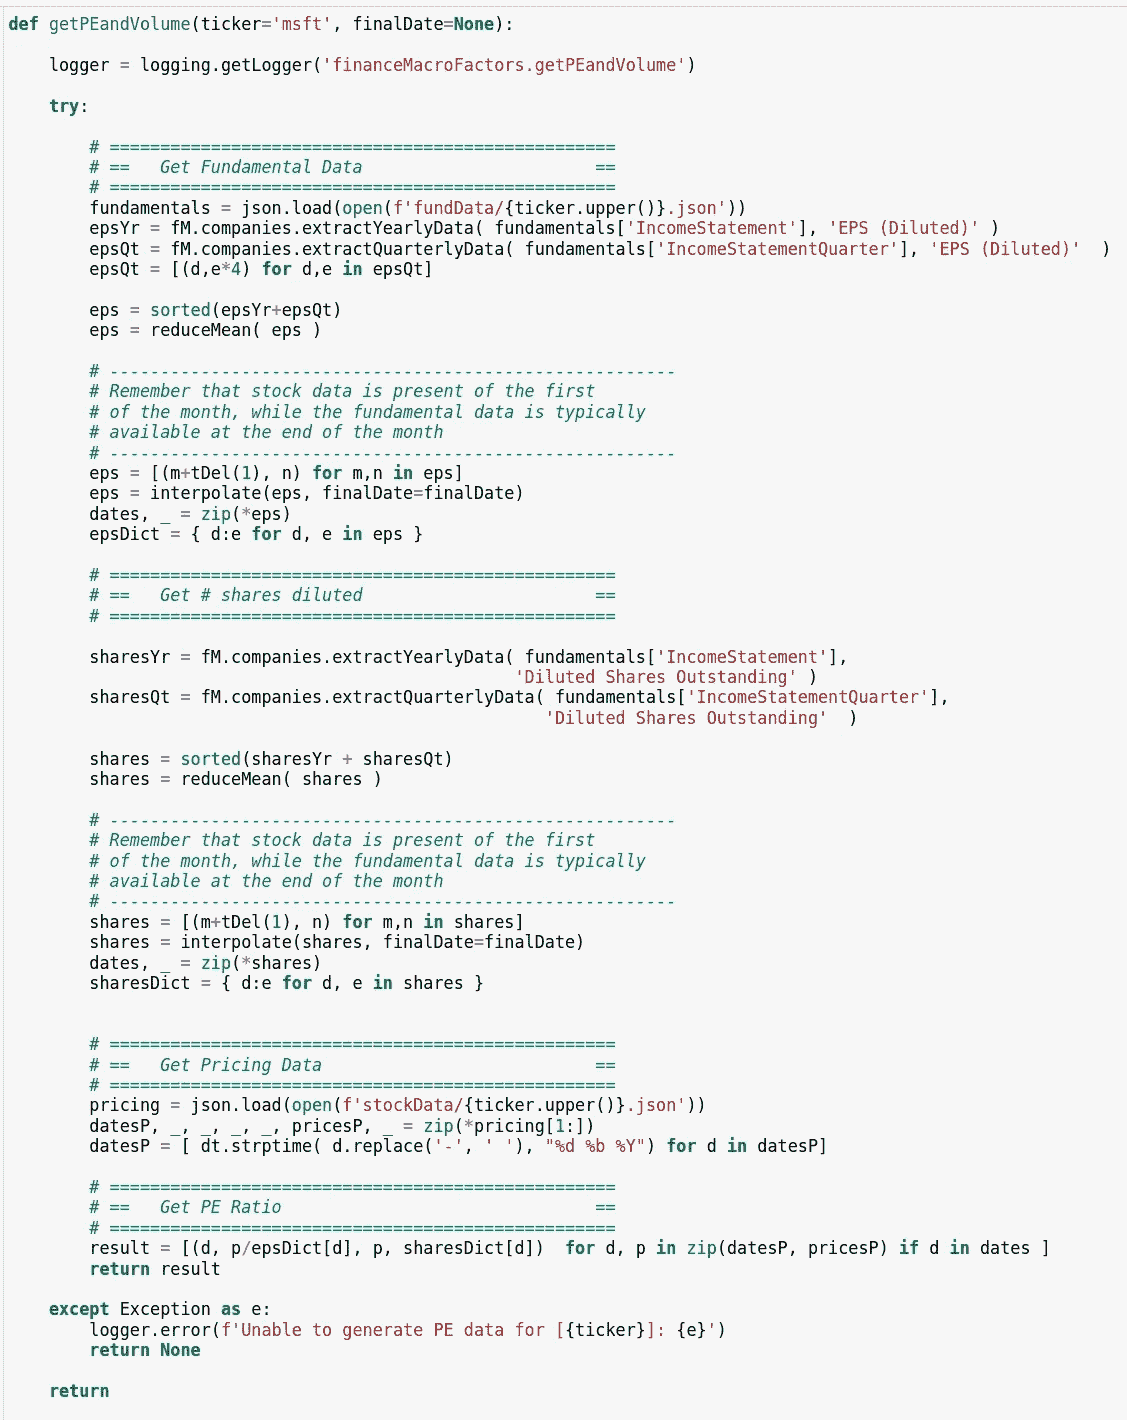 def getPEandVolume(ticker='msft', finalDate=None):

    logger = logging.getLogger('financeMacroFactors.getPEandVolume')

    try:

        # ==================================================
        # ==   Get Fundamental Data                       ==
        # ==================================================
        fundamentals = json.load(open(f'fundData/{ticker.upper()}.json'))
        epsYr = fM.companies.extractYearlyData( fundamentals['IncomeStatement'], 'EPS (Diluted)' )
        epsQt = fM.companies.extractQuarterlyData( fundamentals['IncomeStatementQuarter'], 'EPS (Diluted)'  )
        epsQt = [(d,e*4) for d,e in epsQt]

        eps = sorted(epsYr+epsQt)
        eps = reduceMean( eps )

        # --------------------------------------------------------
        # Remember that stock data is present of the first
        # of the month, while the fundamental data is typically
        # available at the end of the month
        # --------------------------------------------------------
        eps = [(m+tDel(1), n) for m,n in eps]
        eps = interpolate(eps, finalDate=finalDate)
        dates, _ = zip(*eps)
        epsDict = { d:e for d, e in eps }

        # ==================================================
        # ==   Get # shares diluted                       ==
        # ==================================================

        sharesYr = fM.companies.extractYearlyData( fundamentals['IncomeStatement'],
                                                  'Diluted Shares Outstanding' )
        sharesQt = fM.companies.extractQuarterlyData( fundamentals['IncomeStatementQuarter'],
                                                     'Diluted Shares Outstanding'  )

        shares = sorted(sharesYr + sharesQt)
        shares = reduceMean( shares )

        # --------------------------------------------------------
        # Remember that stock data is present of the first
        # of the month, while the fundamental data is typically
        # available at the end of the month
        # --------------------------------------------------------
        shares = [(m+tDel(1), n) for m,n in shares]
        shares = interpolate(shares, finalDate=finalDate)
        dates, _ = zip(*shares)
        sharesDict = { d:e for d, e in shares }


        # ==================================================
        # ==   Get Pricing Data                           ==
        # ==================================================
        pricing = json.load(open(f'stockData/{ticker.upper()}.json'))
        datesP, _, _, _, _, pricesP, _ = zip(*pricing[1:])
        datesP = [ dt.strptime( d.replace('-', ' '), "%d %b %Y") for d in datesP]

        # ==================================================
        # ==   Get PE Ratio                               ==
        # ==================================================
        result = [(d, p/epsDict[d], p, sharesDict[d])  for d, p in zip(datesP, pricesP) if d in dates ]
        return result

    except Exception as e:
        logger.error(f'Unable to generate PE data for [{ticker}]: {e}')
        return None

    return